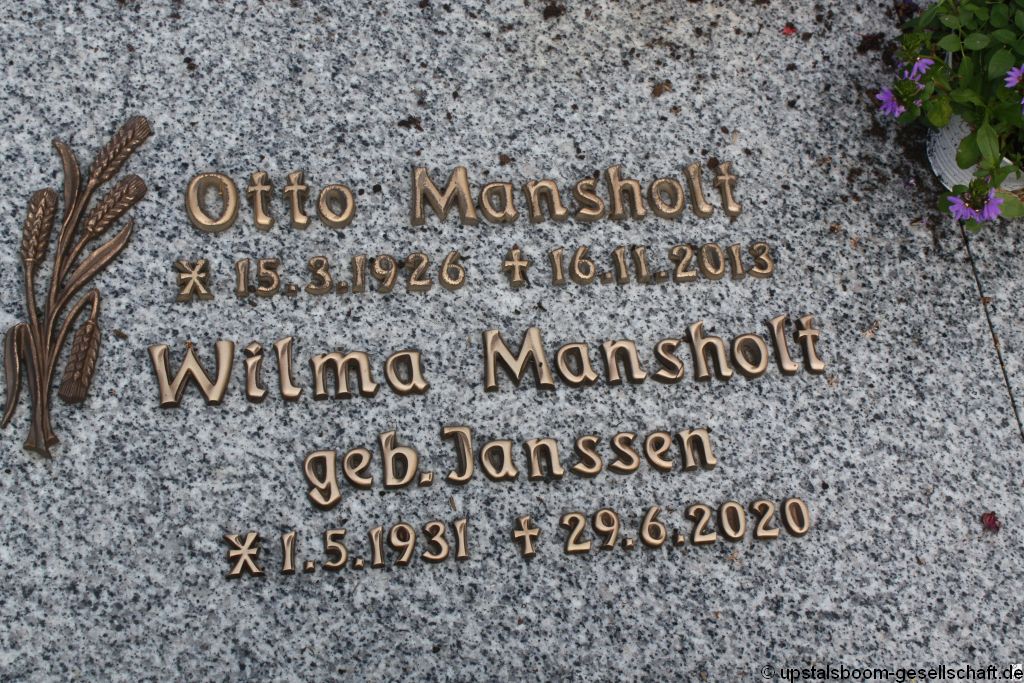 Otto Mansholt
* 15.3.1926 † 16.11.2013
Wilma Mansholt
geb. Janssen
* 1.5.1931 † 29.6.2020
© upstalsboom-gesellschaft.de